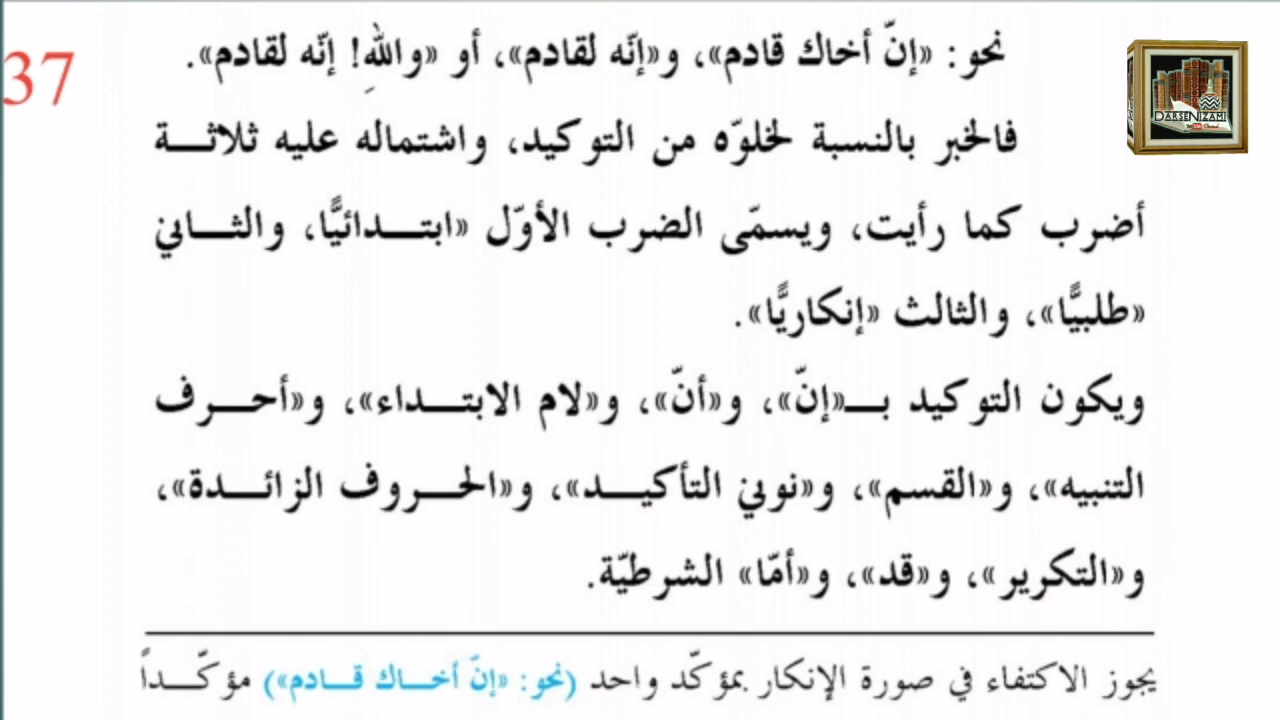 37
نحو: «إنّ أخاك قادم»، و«إنّه لقادم»، أو «واللهِ! إنّه لقادم».
فالخبر بالنسبة لخلوّه من التوكيد، واشتماله عليه ثلاثة
أضرب كما رأيت، ويسمّى الضرب الأوّل «ابتدائيًّا، والثاني
«طلبيًّا»، والثالث «إنكاريًّا».
ويكون التوكيد بـ«إنّ»، و«أنّ»، و«لام الابتداء»، و«أحرف
التنبيه»، و«القسم»، و«نوني التأكيد»، و«الحروف الزائدة»،
و«التكرير»، و«قد»، و«أمّا» الشرطيّة.
يجوز الاكتفاء في صورة الإنكار بمؤكّد واحد (نحو: «إنّ أخاك قادم») مؤكّداً
DARSE NIZAMI
Channel